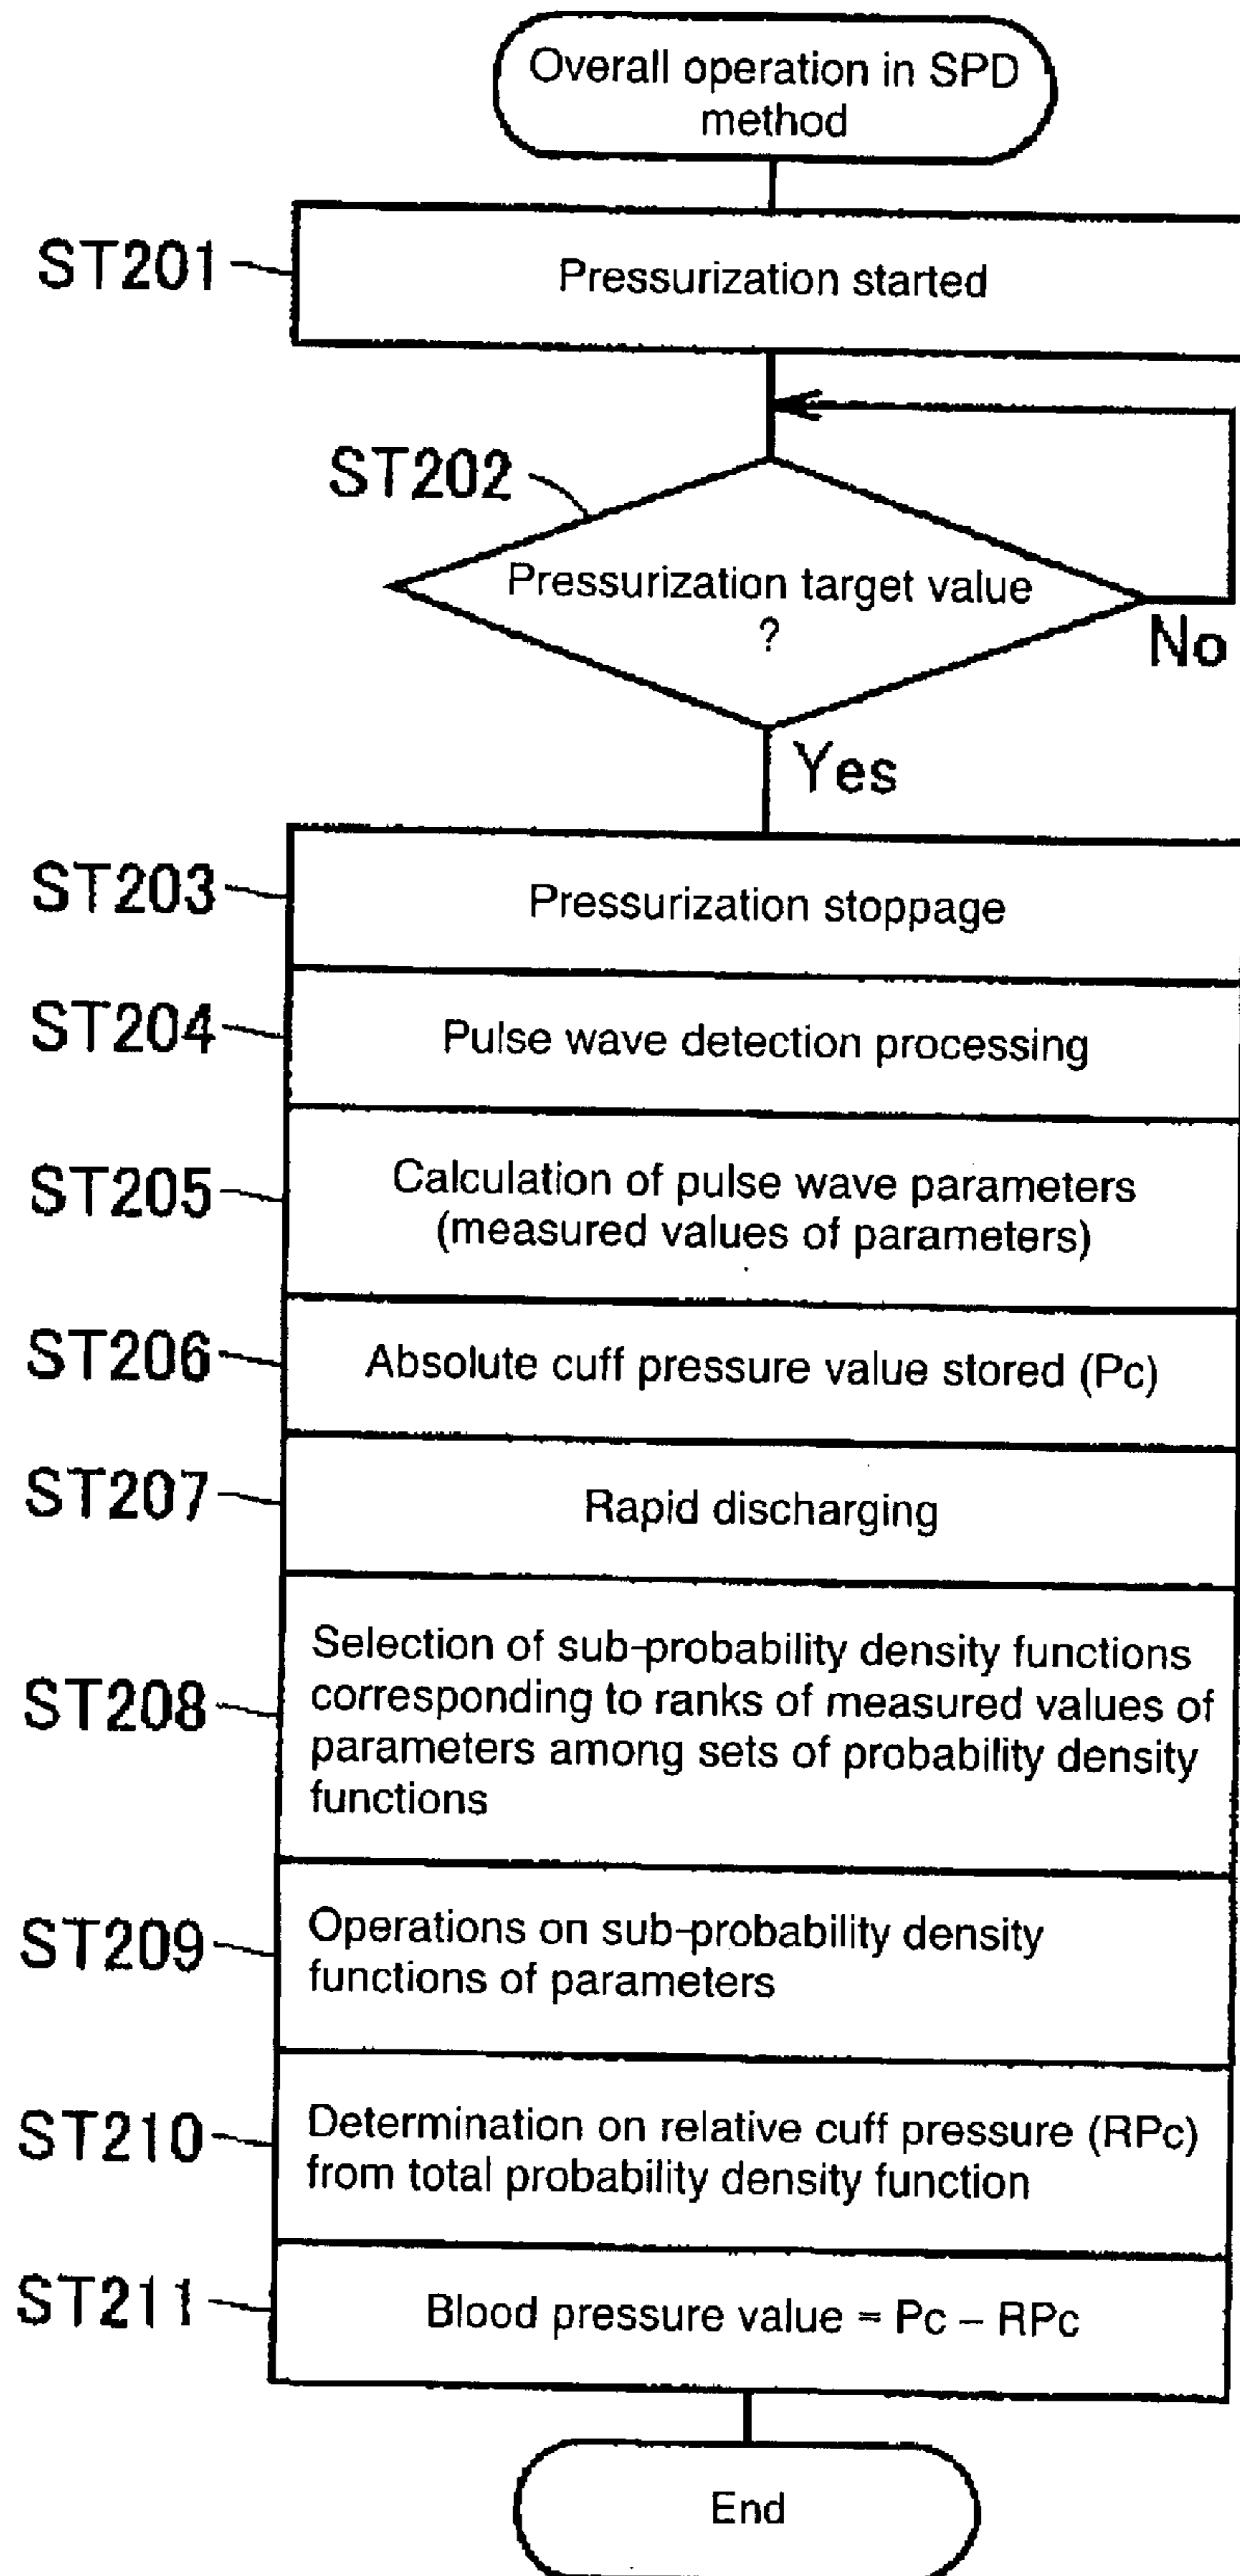 Overall operation in SPD
method
ST201
Pressurization started
ST202
Pressurization target value
?
No
Yes
ST203
Pressurization stoppage
ST204
Pulse wave detection processing
ST205
Calculation of pulse wave parameters
(measured values of parameters)
ST206
Absolute cuff pressure value stored (Pc)
ST207
Rapid discharging
ST208
Selection of sub-probability density functions
corresponding to ranks of measured values of
parameters among sets of probability density
functions
ST209
Operations on sub-probability density
functions of parameters
ST210
Determination on relative cuff pressure (RPc)
from total probability density function
ST211
Blood pressure value = Pc – RPc
End